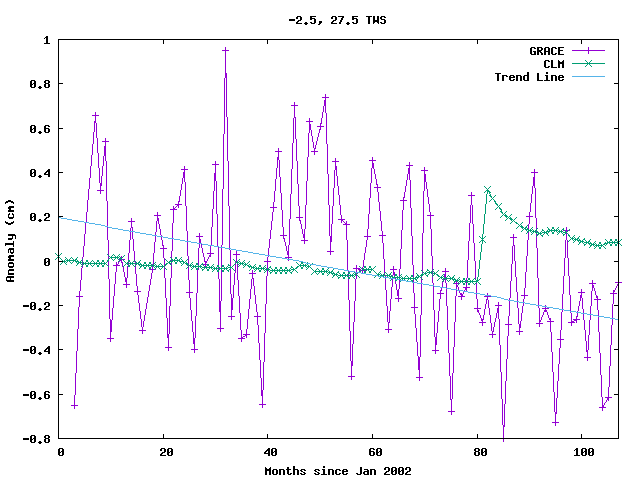 -2.5, 27.5 TWS
GRACE
CLM
Trend Line
Anomaly (cm)
1
0.8
0.6
0.4
0.2
0
-0.2
-0.4
-0.6
-0.8
0 20 40 60 80 100
Months since Jan 2002